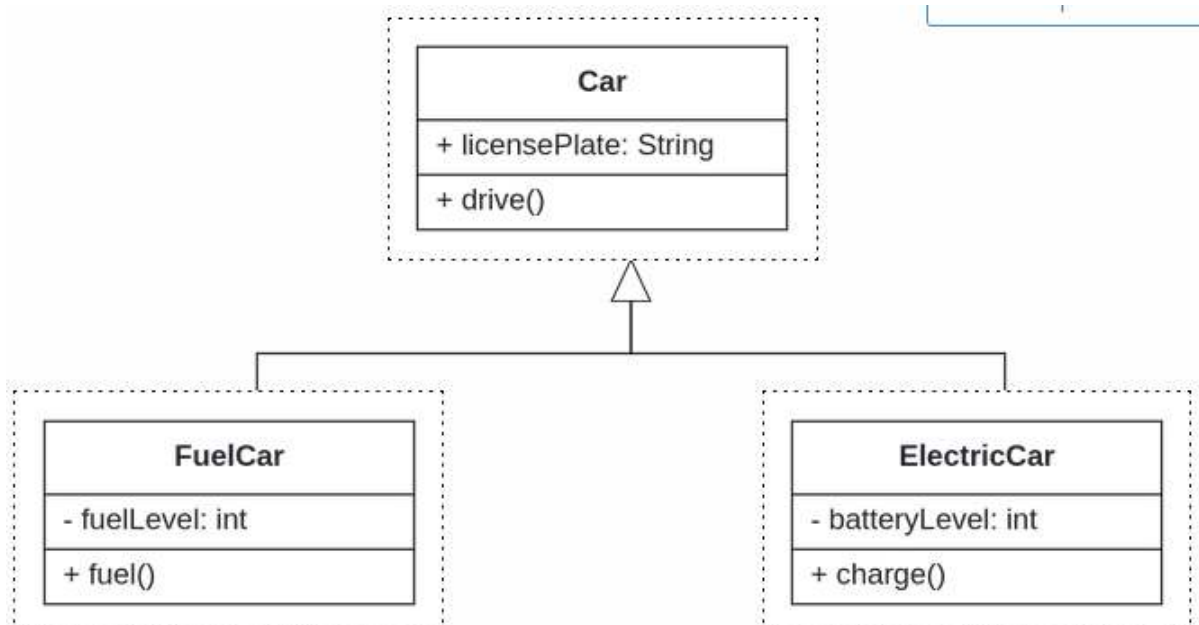 Car
+ licensePlate: String
+ drive()
FuelCar
- fuelLevel: int
+ fuel()
ElectricCar
- batteryLevel: int
+ charge()